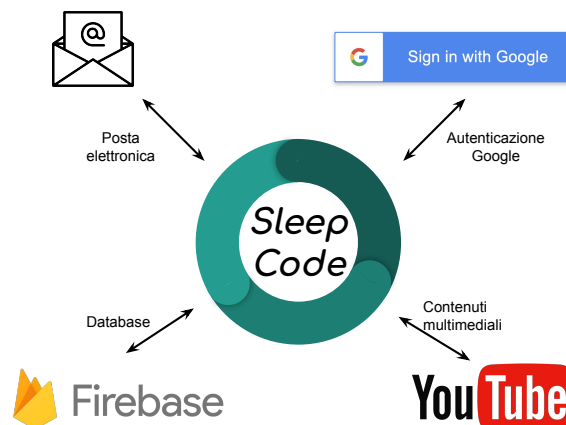 @
G
Sign in with Google
Posta
elettronica
Autenticazione
Google
Sleep
Code
Database
Contenuti
multimediali
Firebase
YouTube